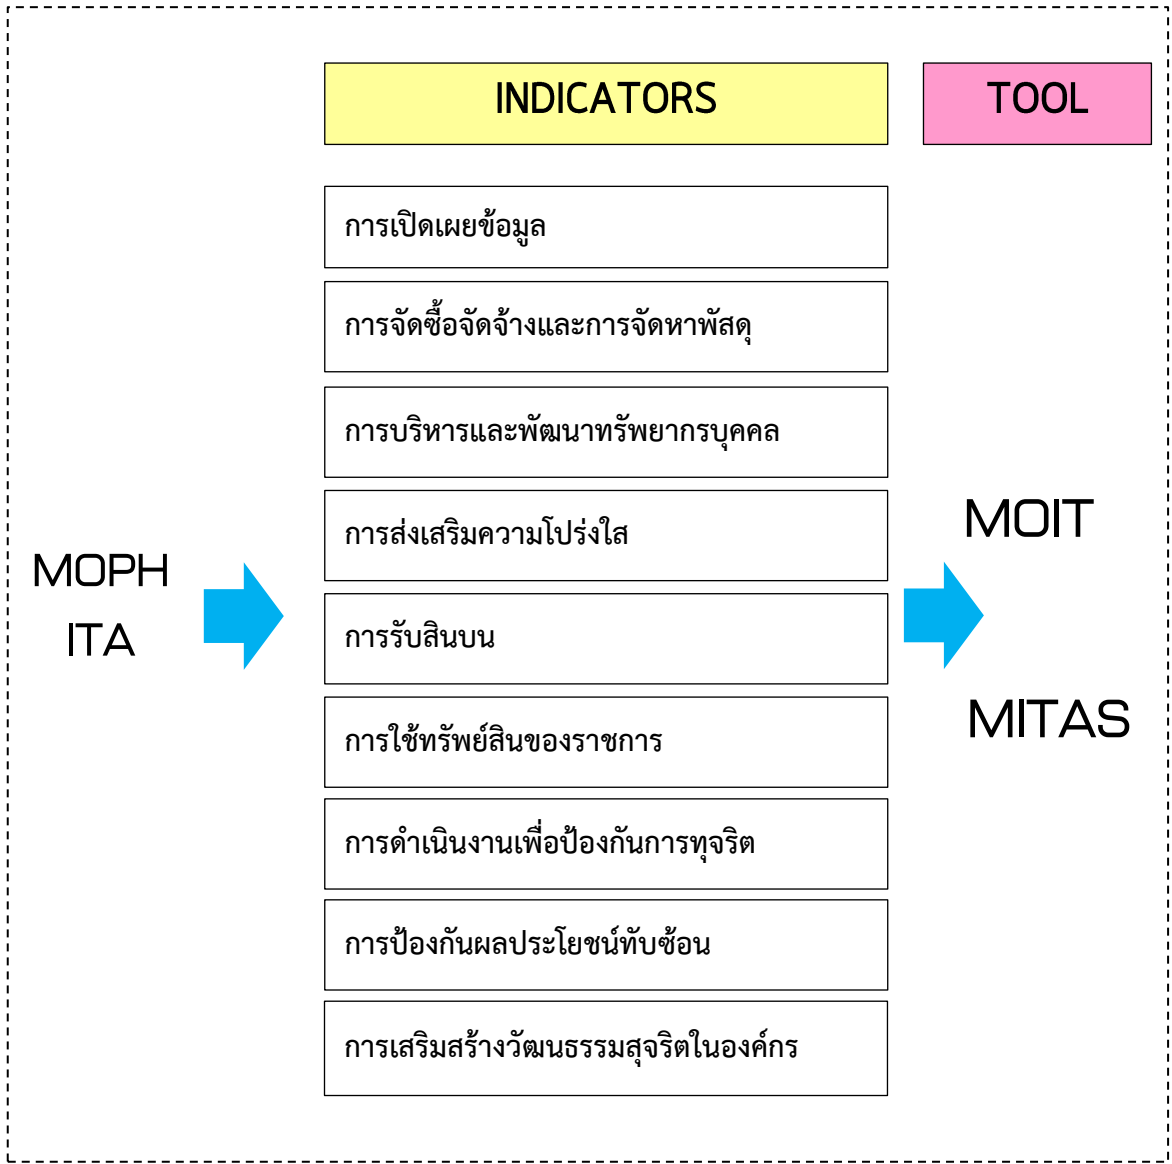 INDICATORS
TOOL
การเปิดเผยข้อมูล
การจัดซื้อจัดจ้างและการจัดหาพัสดุ
การบริหารและพัฒนาทรัพยากรบุคคล
การส่งเสริมความโปร่งใส
การรับสินบน
การใช้ทรัพย์สินของราชการ
การดำเนินงานเพื่อป้องกันการทุจริต
การป้องกันผลประโยชน์ทับซ้อน
การเสริมสร้างวัฒนธรรมสุจริตในองค์กร
MOPH
ITA
MOIT
MITAS